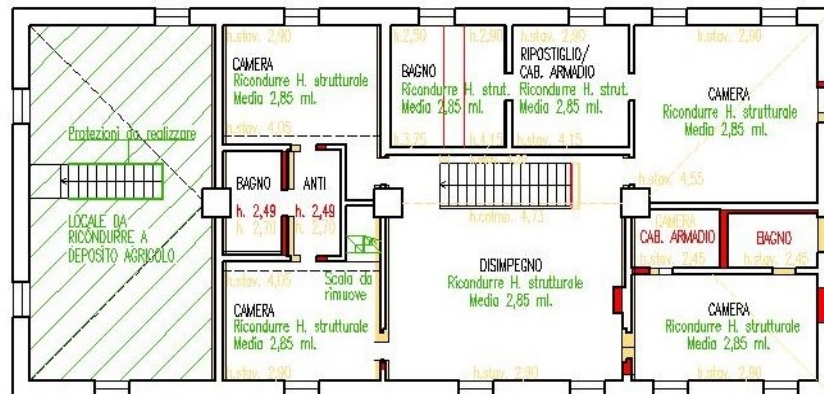 h.stav. 2,90
CAMERA
Ricondurre H. strutturale
Media 2,85 ml.
h.stav. 4,05
h.2,50
h.2,90
BAGNO
Ricondurre H. strut.
Media 2,85 ml.
h.3,75
h.4,15
h.stav. 2,90
RIPOSTIGLIO/
CAB. ARMADIO
Ricondurre H. strut.
Media 2,85 ml.
h.stav. 4,15
h.stav. 2,80
CAMERA
Ricondurre H. strutturale
Media 2,85 ml.
h.stav. 4,55
Protezioni da realizzare
LOCALE DA
RICONDURRE A
DEPOSITO AGRIGOLO
BAGNO
h. 2,49
h. 2,70
ANTI
h. 2,49
h. 2,70
h.colmo 4,73
CAMERA
CAB. ARMADIO
h.stav. 2,45
BAGNO
h.stav. 2,45
DISIMPEGNO
Ricondurre H. strutturale
Media 2,85 ml.
h.stav. 2,90
Scala da
rimuove
h.stav. 4,05
CAMERA
Ricondurre H. strutturale
Media 2,85 ml.
h.stav. 2,90
CAMERA
Ricondurre H. strutturale
Media 2,85 ml.
h.stav. 2,90